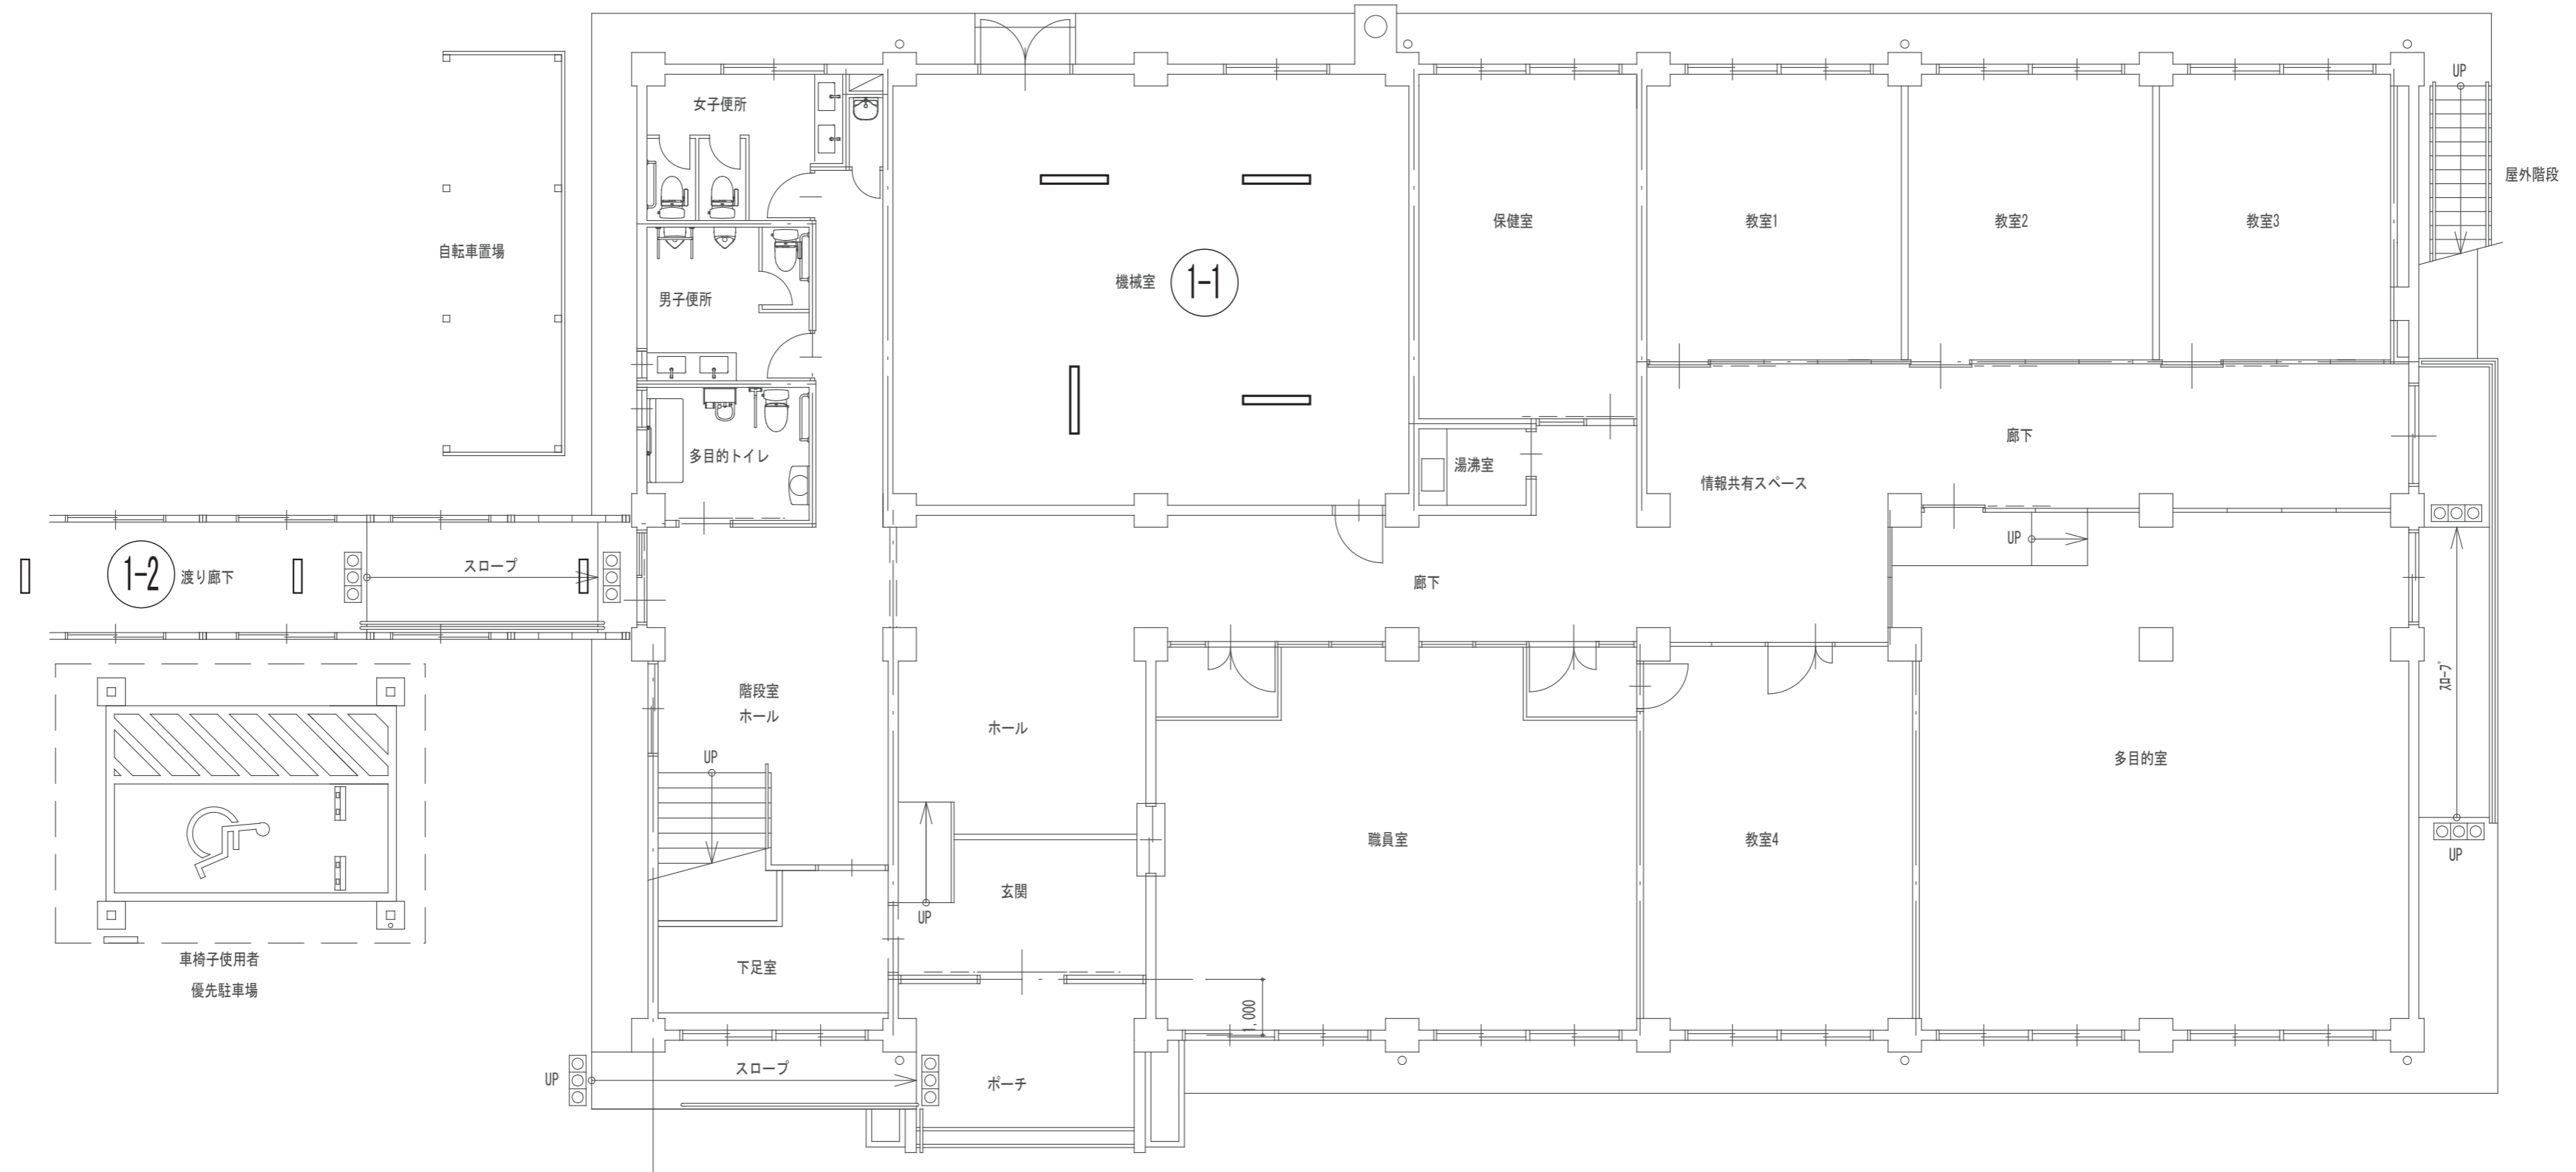 UP
女子便所
屋外階段
保健室
教室1
教室2
教室3
自転車置場
機械室
1-1
男子便所
廊下
多目的トイレ
湯沸室
情報共有スペース
UP
スロープ
1-2
渡り廊下
廊下
スロープ
階段室
ホール
ホール
UP
多目的室
職員室
教室4
UP
玄関
UP
車椅子使用者
優先駐車場
下足室
1,000
スロープ
UP
ポーチ